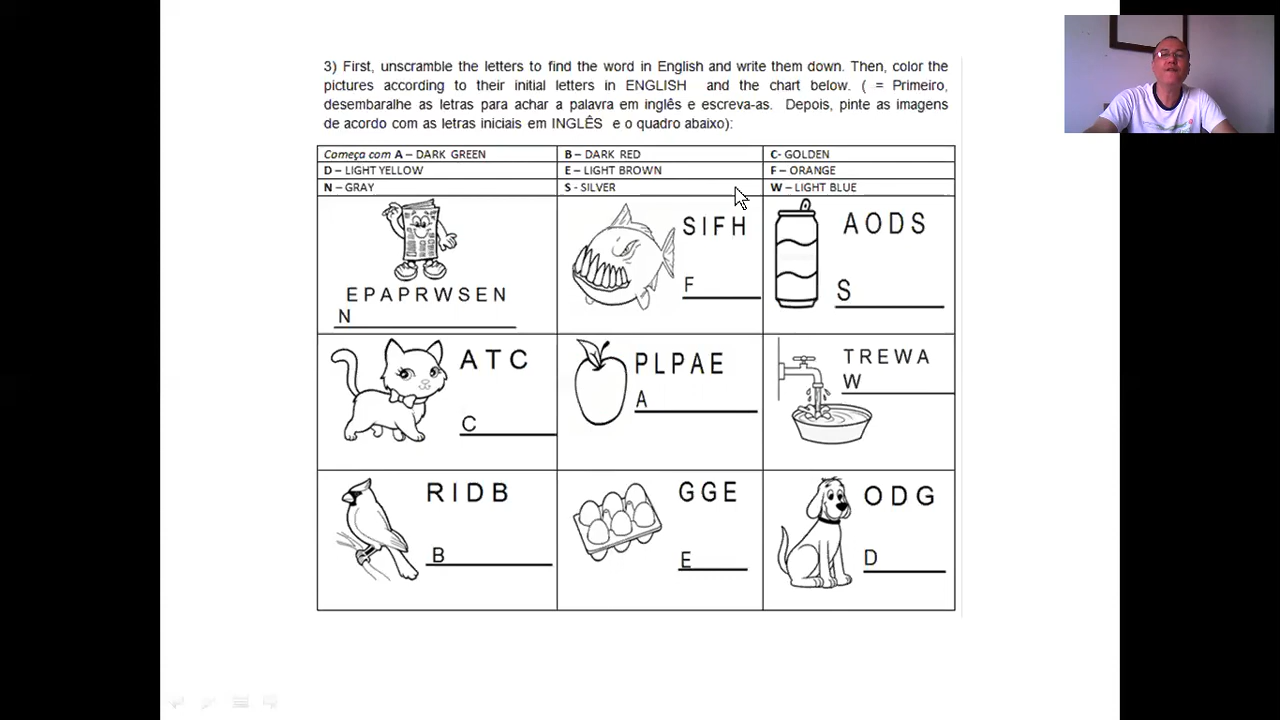 3) First, unscramble the letters to find the word in English and write them down. Then, color the
pictures according to their initial letters in ENGLISH and the chart below. ( = Primeiro,
desembaralhe as letras para achar a palavra em inglês e escreva-as. Depois, pinte as imagens
de acordo com as letras iniciais em INGLÊS e o quadro abaixo):
Começa com A – DARK GREEN
B – DARK RED
C- GOLDEN
D – LIGHT YELLOW
E – LIGHT BROWN
F – ORANGE
N – GRAY
S - SILVER
W – LIGHT BLUE
EPAPRWSEN
N
SIFH
F
AODS
S
ATC
C
PLPAE
A
TREWA
W
RIDB
B
GGE
E
ODG
D